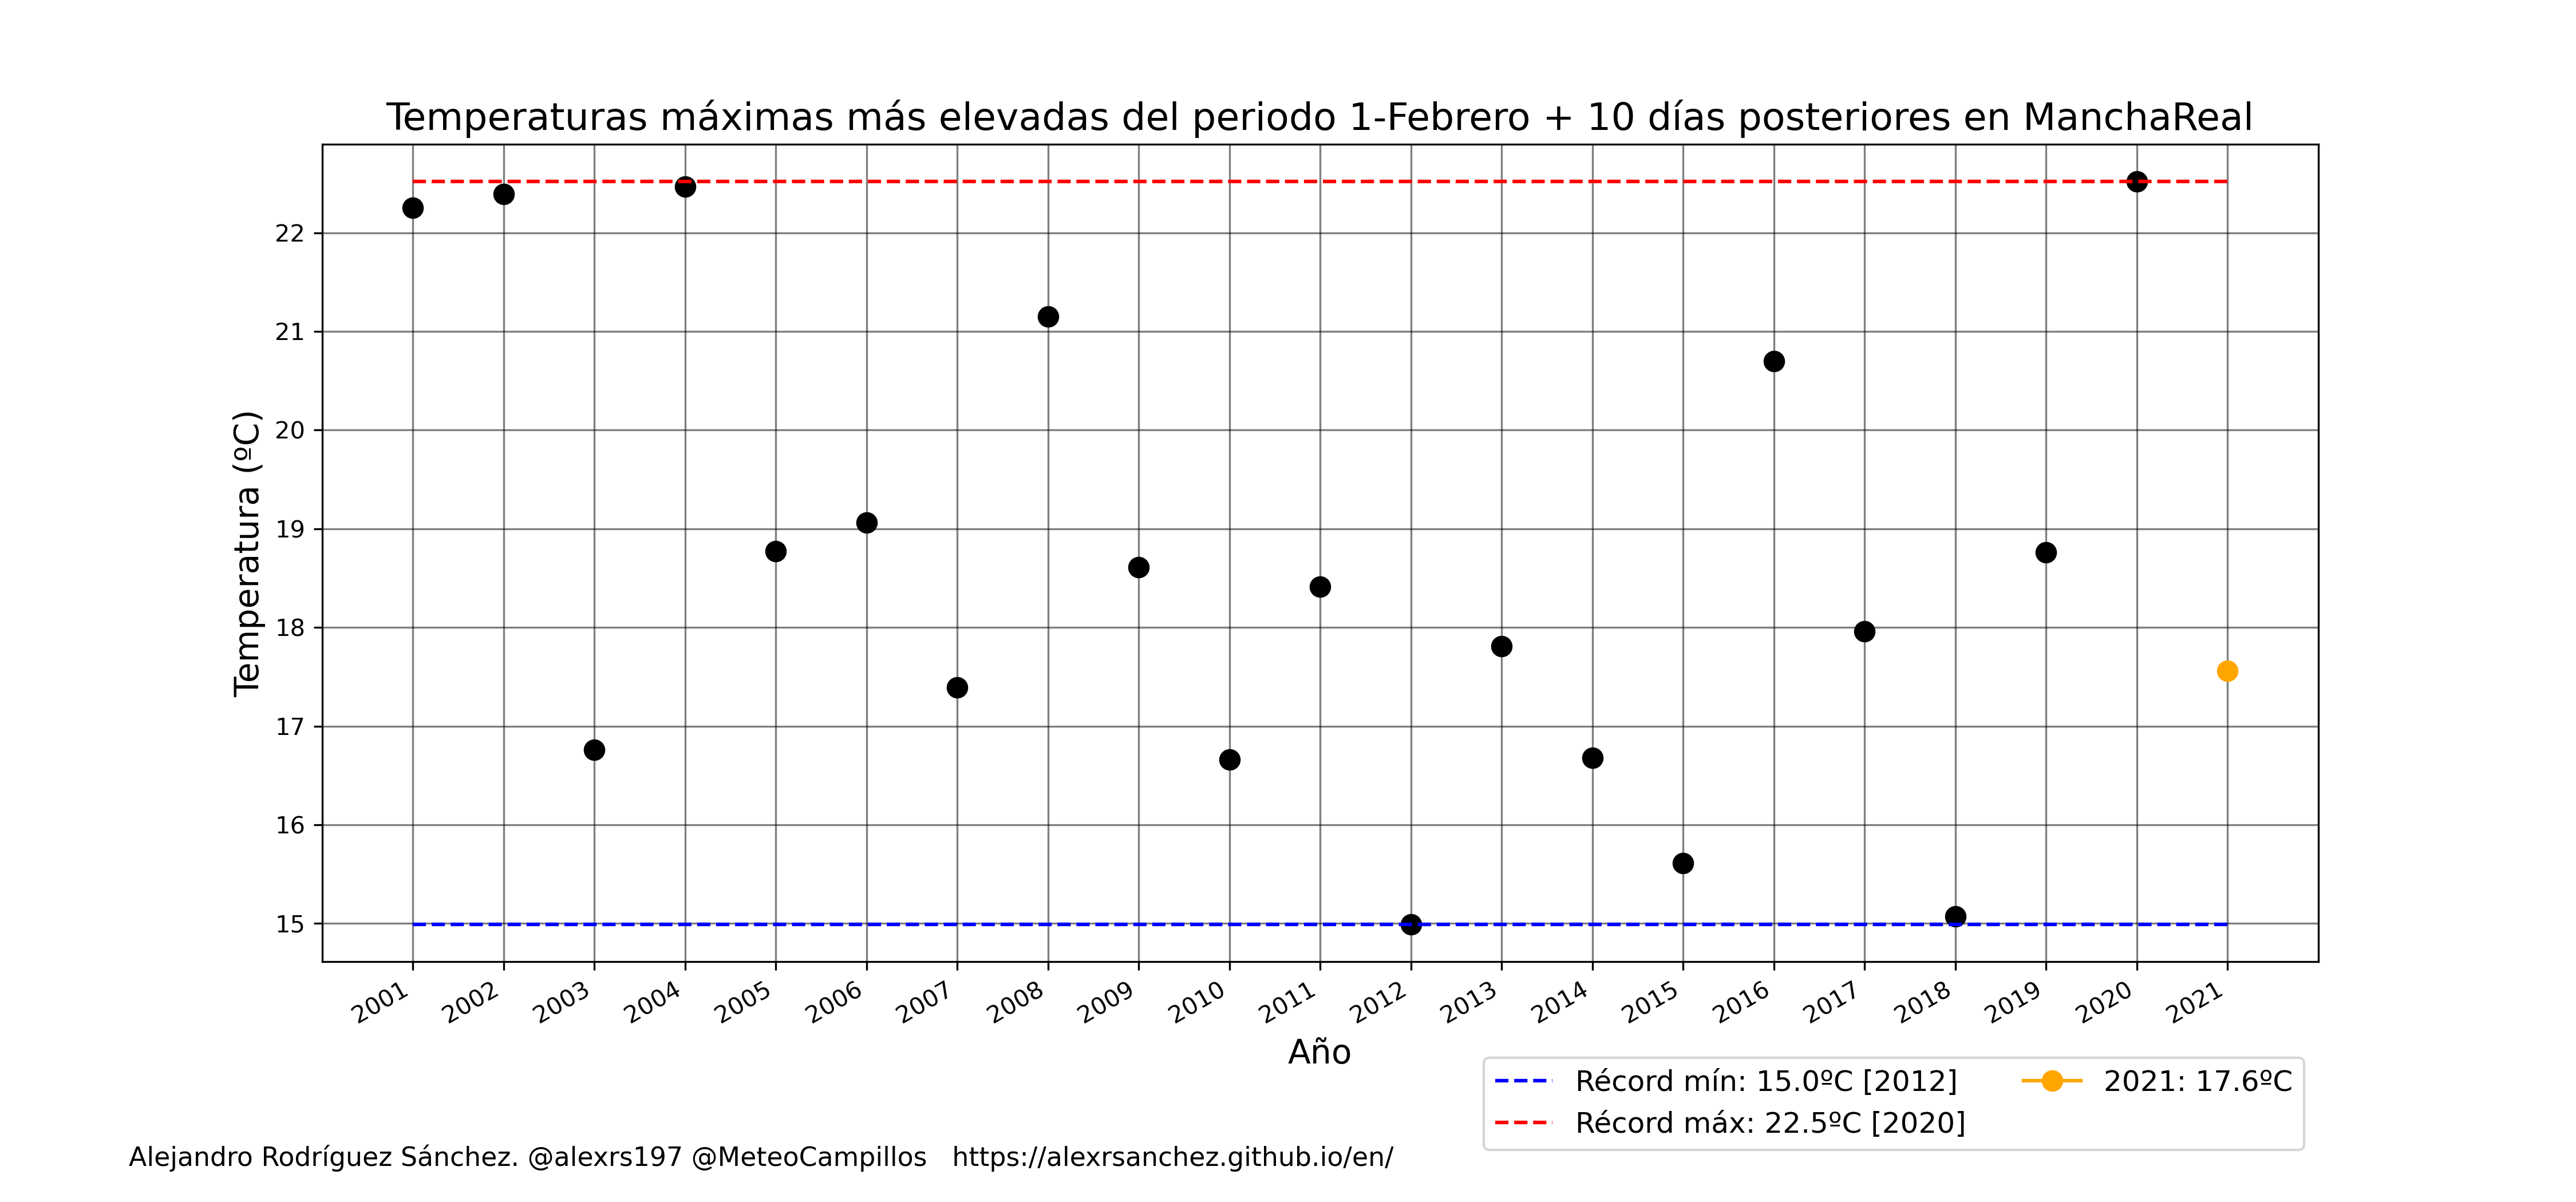 Temperaturas máximas más elevadas del periodo 1-Febrero + 10 días posteriores en ManchaReal
Temperatura (ºC)
22
21
20
19
18
17
16
15
2001 2002 2003 2004 2005 2006 2007 2008 2009 2010 2011 2012 2013 2014 2015 2016 2017 2018 2019 2020 2021
Año
Récord mín: 15.0ºC [2012]
Récord máx: 22.5ºC [2020]
2021: 17.6ºC
Alejandro Rodríguez Sánchez. @alexrs197 @MeteoCampillos https://alexrsanchez.github.io/en/